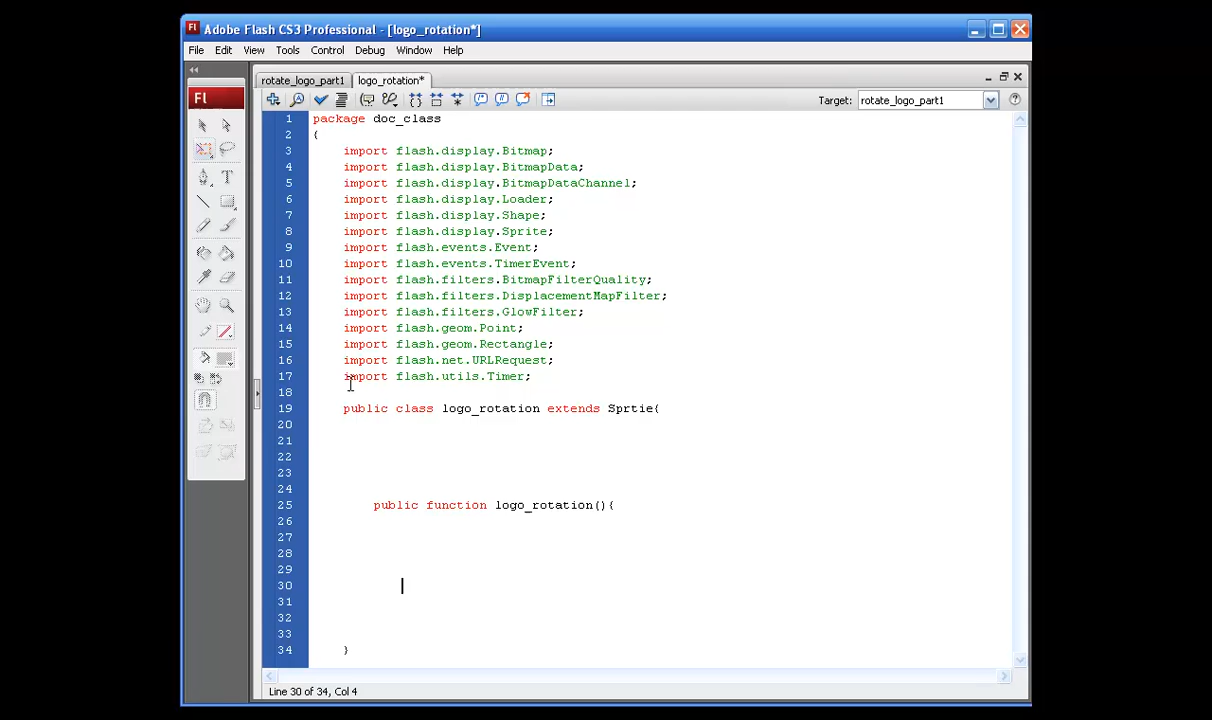 Fl Adobe Flash CS3 Professional - [logo_rotation*]
File Edit View Tools Control Debug Window Help
rotate_logo_part1 logo_rotation*
Fl
Target: rotate_logo_part1
1 package doc_class
2 {
3 import flash.display.Bitmap;
4 import flash.display.BitmapData;
5 import flash.display.BitmapDataChannel;
6 import flash.display.Loader;
7 import flash.display.Shape;
8 import flash.display.Sprite;
9 import flash.events.Event;
10 import flash.events.TimerEvent;
11 import flash.filters.BitmapFilterQuality;
12 import flash.filters.DisplacementMapFilter;
13 import flash.filters.GlowFilter;
14 import flash.geom.Point;
15 import flash.geom.Rectangle;
16 import flash.net.URLRequest;
17 import flash.utils.Timer;
18
19 public class logo_rotation extends Sprtie{
20
21
22
23
24
25 public function logo_rotation(){
26
27
28
29
30
31
32
33
34 }
Line 30 of 34, Col 4